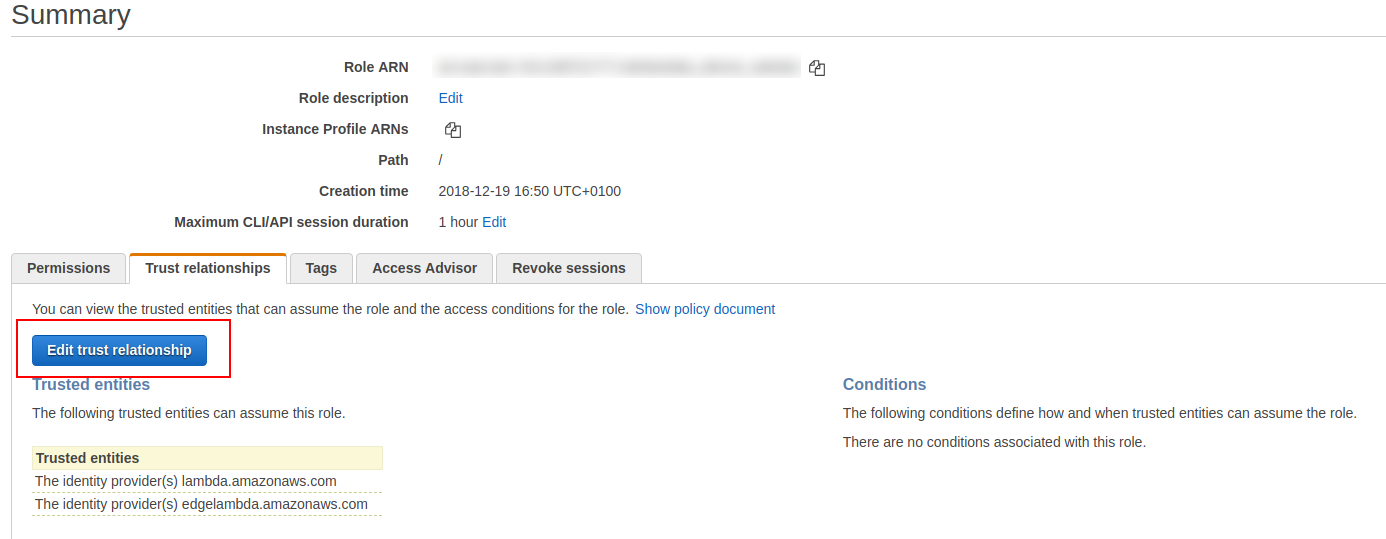 Summary
Role ARN
Role description Edit
Instance Profile ARNs
Path /
Creation time 2018-12-19 16:50 UTC+0100
Maximum CLI/API session duration 1 hour Edit
Permissions Trust relationships Tags Access Advisor Revoke sessions
You can view the trusted entities that can assume the role and the access conditions for the role. Show policy document
Edit trust relationship
Trusted entities Conditions
The following trusted entities can assume this role. The following conditions define how and when trusted entities can assume the role.
There are no conditions associated with this role.
Trusted entities
The identity provider(s) lambda.amazonaws.com
The identity provider(s) edgelambda.amazonaws.com